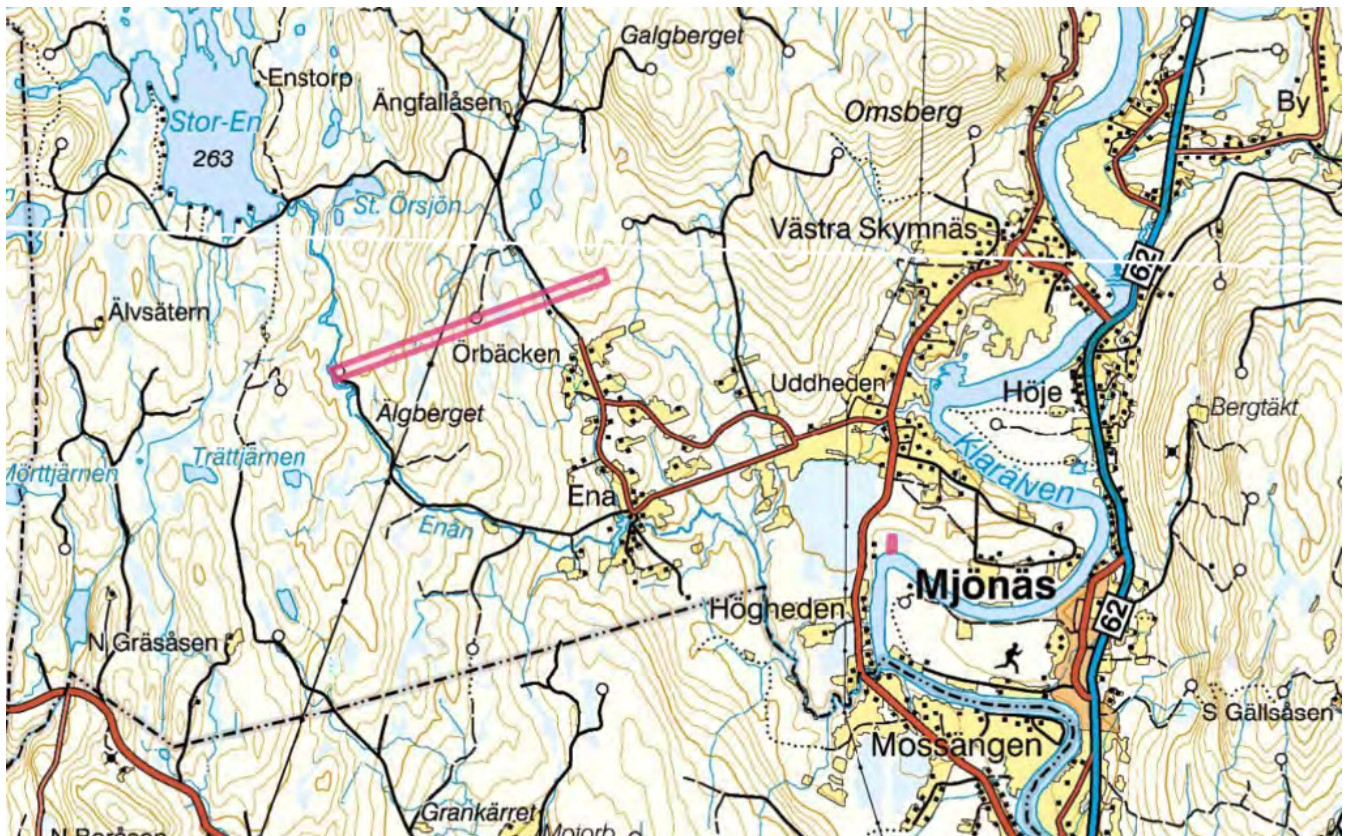 Galgberget
Enstorp
Ängfallåsen
By
Omsberg
Stor-En
263
St. Örsjön
Västra Skymnäs
62
Älvsätern
Örbäcken
Uddheden
Höje
Bergtäkt
Älgberget
Klarälven
Trättjärnen
Mörttjärnen
Ena
Enån
Mjönäs
62
Högheden
N Gräsåsen
S Gällsåsen
Mossängen
Grankärret